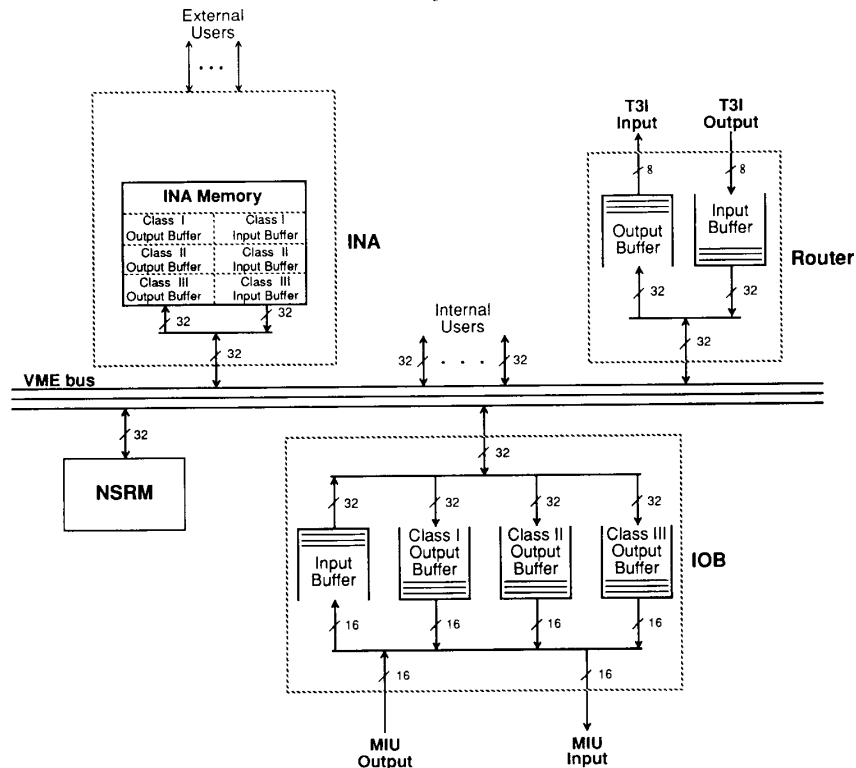 External
Users
. . .
T3I
Input
T3I
Output
8
8
INA Memory
Class I
Output Buffer
Class I
Input Buffer
Class II
Output Buffer
Class II
Input Buffer
Class III
Output Buffer
Class III
Input Buffer
INA
Output
Buffer
Input
Buffer
Router
32
32
32
32
32
32
Internal
Users
32
. . .
32
VME bus
32
NSRM
32
32
32
32
32
Input
Buffer
Class I
Output
Buffer
Class II
Output
Buffer
Class III
Output
Buffer
IOB
16
16
16
16
16
16
MIU
Output
MIU
Input